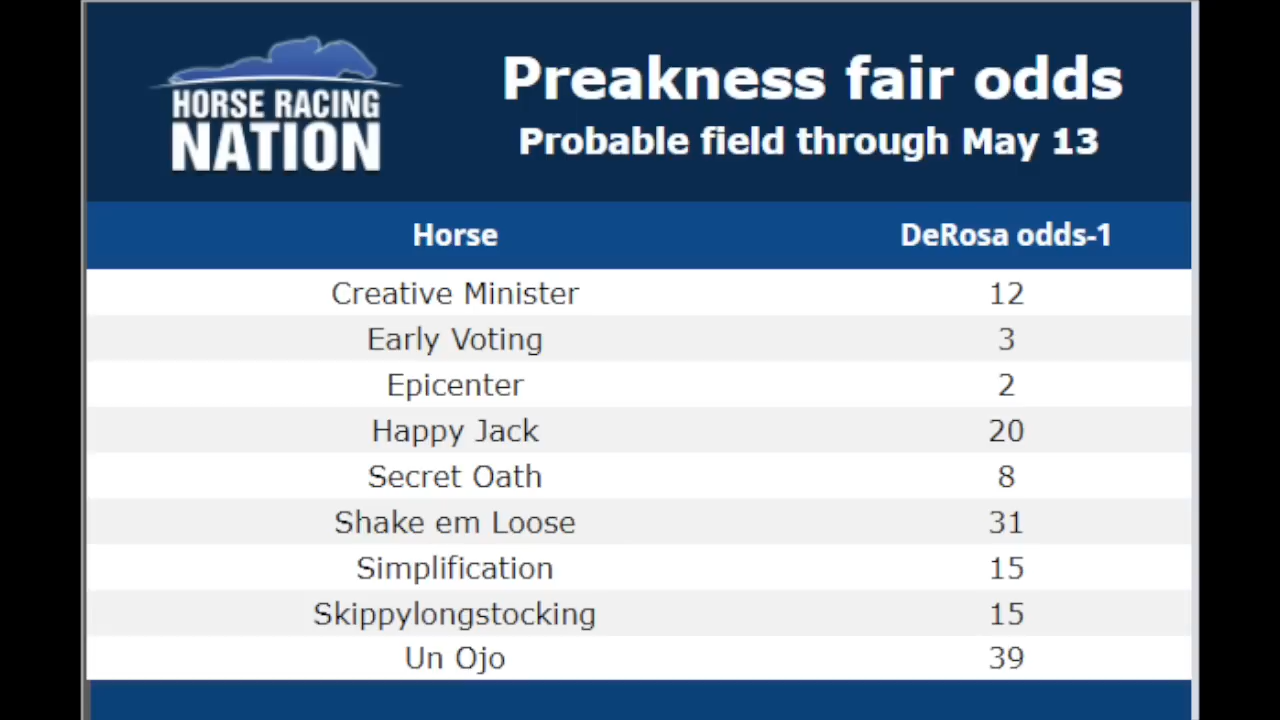 HORSE RACING
NATION
Preakness fair odds
Probable field through May 13
Horse DeRosa odds-1
Creative Minister 12
Early Voting 3
Epicenter 2
Happy Jack 20
Secret Oath 8
Shake em Loose 31
Simplification 15
Skippylongstocking 15
Un Ojo 39